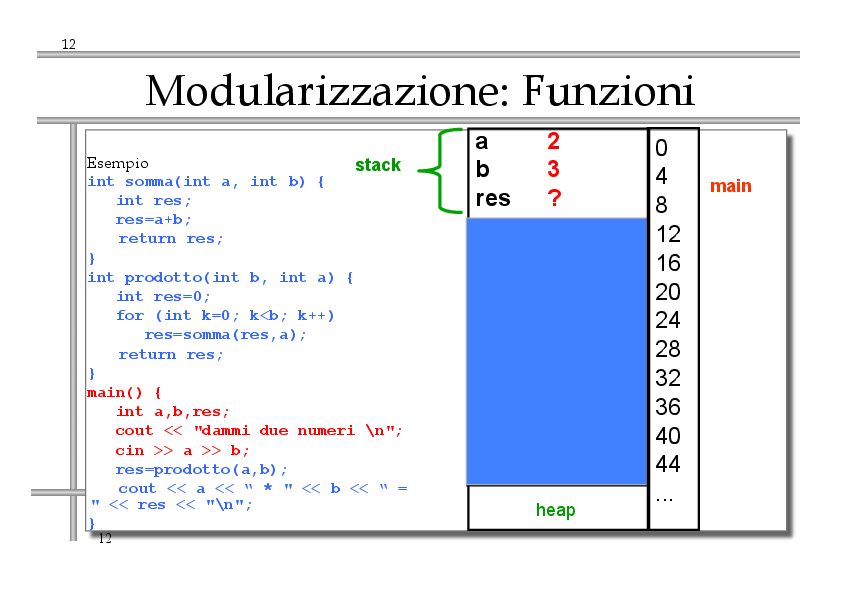 12
Modularizzazione: Funzioni
Esempio
int somma(int a, int b) {
int res;
res=a+b;
return res;
}
int prodotto(int b, int a) {
int res=0;
for (int k=0; k<b; k++)
res=somma(res,a);
return res;
}
main() {
int a,b,res;
cout << "dammi due numeri \n";
cin >> a >> b;
res=prodotto(a,b);
cout << a << “ * " << b << “ =
" << res << "\n";
}
12
stack
a 2
b 3
res ?
heap
0
4
8
12
16
20
24
28
32
36
40
44
...
main